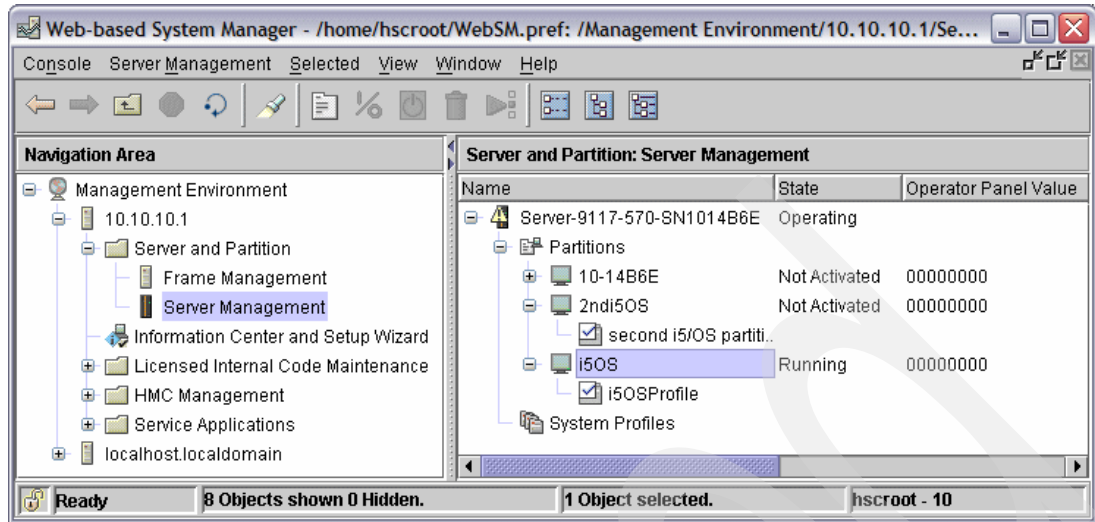 Web-based System Manager - /home/hscroot/WebSM.pref: /Management Environment/10.10.10.1/Se...
Console Server Management Selected View Window Help
Navigation Area
Management Environment
10.10.10.1
Server and Partition
Frame Management
Server Management
Information Center and Setup Wizard
Licensed Internal Code Maintenance
HMC Management
Service Applications
localhost.localdomain
Server and Partition: Server Management
Name State Operator Panel Value
Server-9117-570-SN1014B6E Operating
Partitions
10-14B6E Not Activated 00000000
2ndi5OS Not Activated 00000000
second i5/OS partiti..
i5OS Running 00000000
i5OSProfile
System Profiles
Ready 8 Objects shown 0 Hidden. 1 Object selected. hscroot - 10